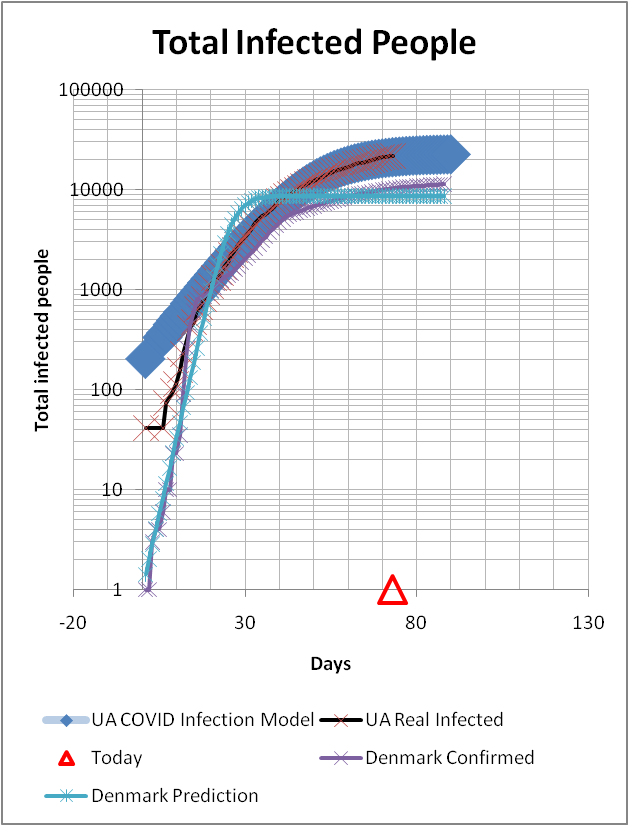 Total Infected People
100000
10000
1000
100
10
1
-20 30 80 130
Total infected people
Days
UA COVID Infection Model UA Real Infected
Today Denmark Confirmed
Denmark Prediction